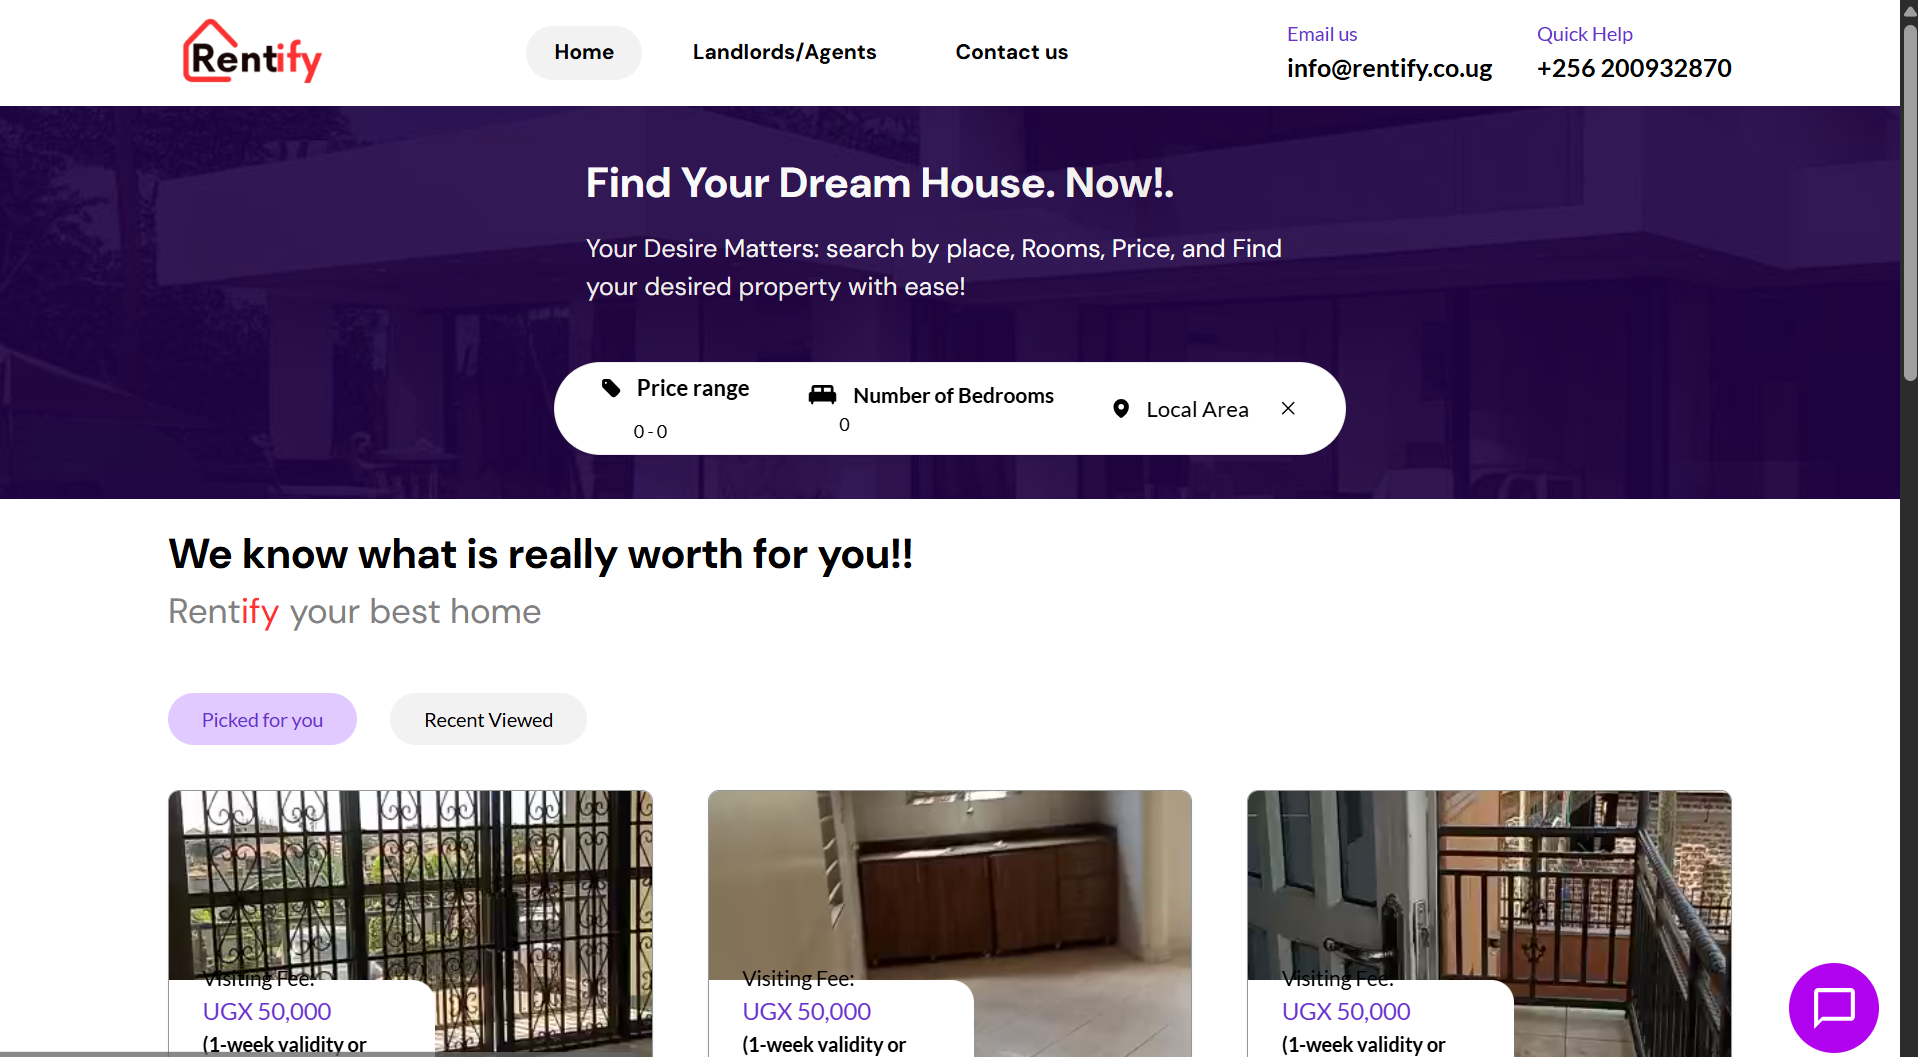 Rentify
Home
Landlords/Agents
Contact us
Email us
info@rentify.co.ug
Quick Help
+256 200932870
Find Your Dream House. Now!.
Your Desire Matters: search by place, Rooms, Price, and Find
your desired property with ease!
Price range
0 - 0
Number of Bedrooms
0
Local Area
We know what is really worth for you!!
Rentify your best home
Picked for you
Recent Viewed
Visiting Fee:
UGX 50,000
(1-week validity or
Visiting Fee:
UGX 50,000
(1-week validity or
Visiting Fee:
UGX 50,000
(1-week validity or